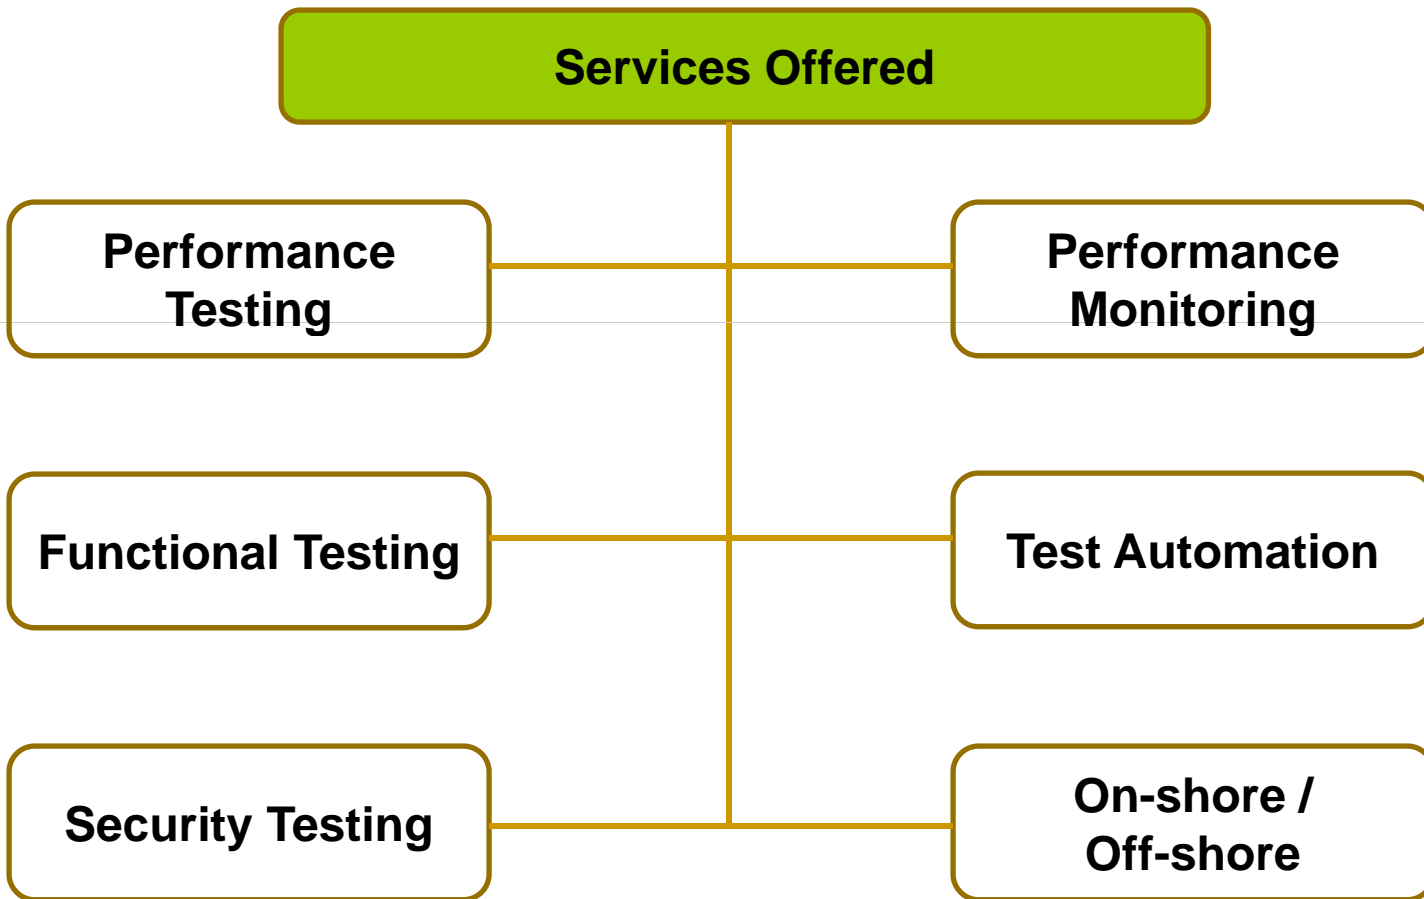 Services Offered
Performance
Testing
Performance
Monitoring
Functional Testing
Test Automation
Security Testing
On-shore /
Off-shore